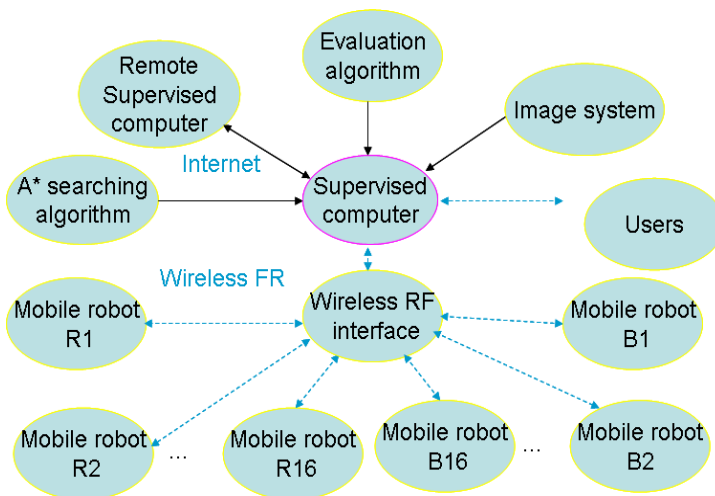 Evaluation
algorithm
Remote
Supervised
computer
Image system
Internet
A* searching
algorithm
Supervised
computer
Users
Wireless FR
Mobile robot
R1
Wireless RF
interface
Mobile robot
B1
Mobile robot
R2
...
Mobile robot
R16
Mobile robot
B16
...
Mobile robot
B2